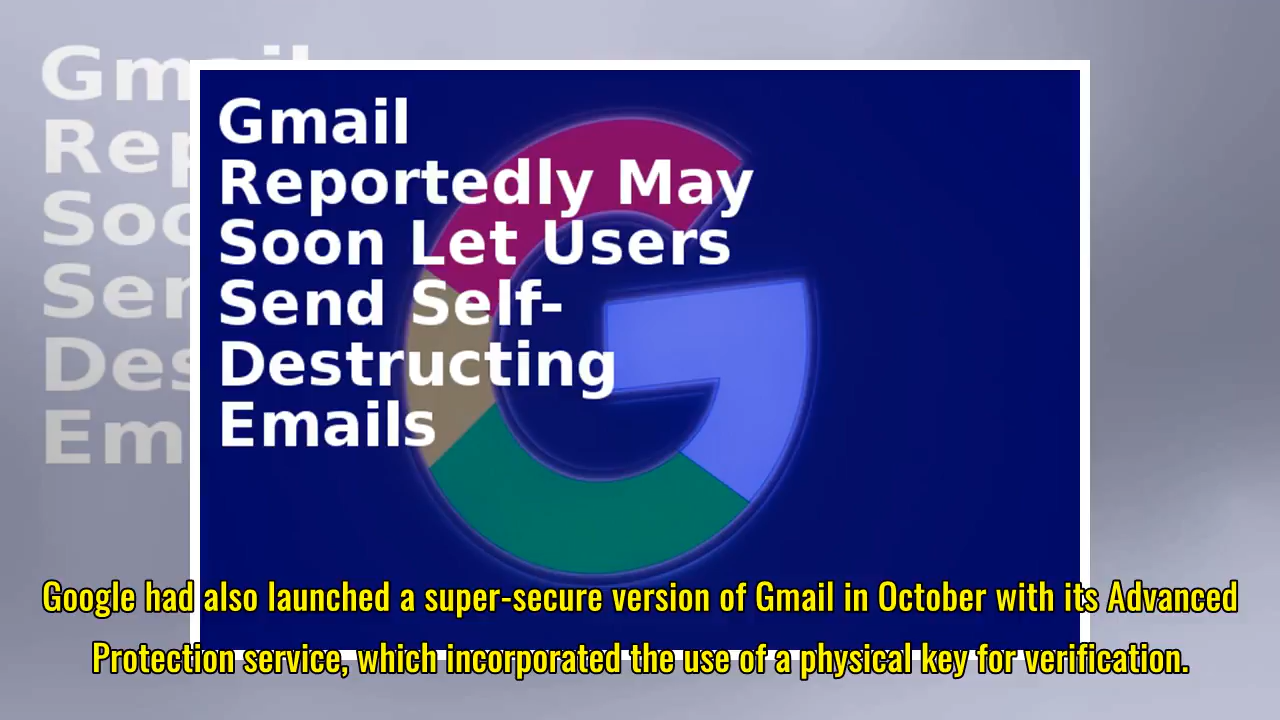 Gmail
Reportedly May
Soon Let Users
Send Self-
Destructing
Emails
Google had also launched a super-secure version of Gmail in October with its Advanced
Protection service, which incorporated the use of a physical key for verification.